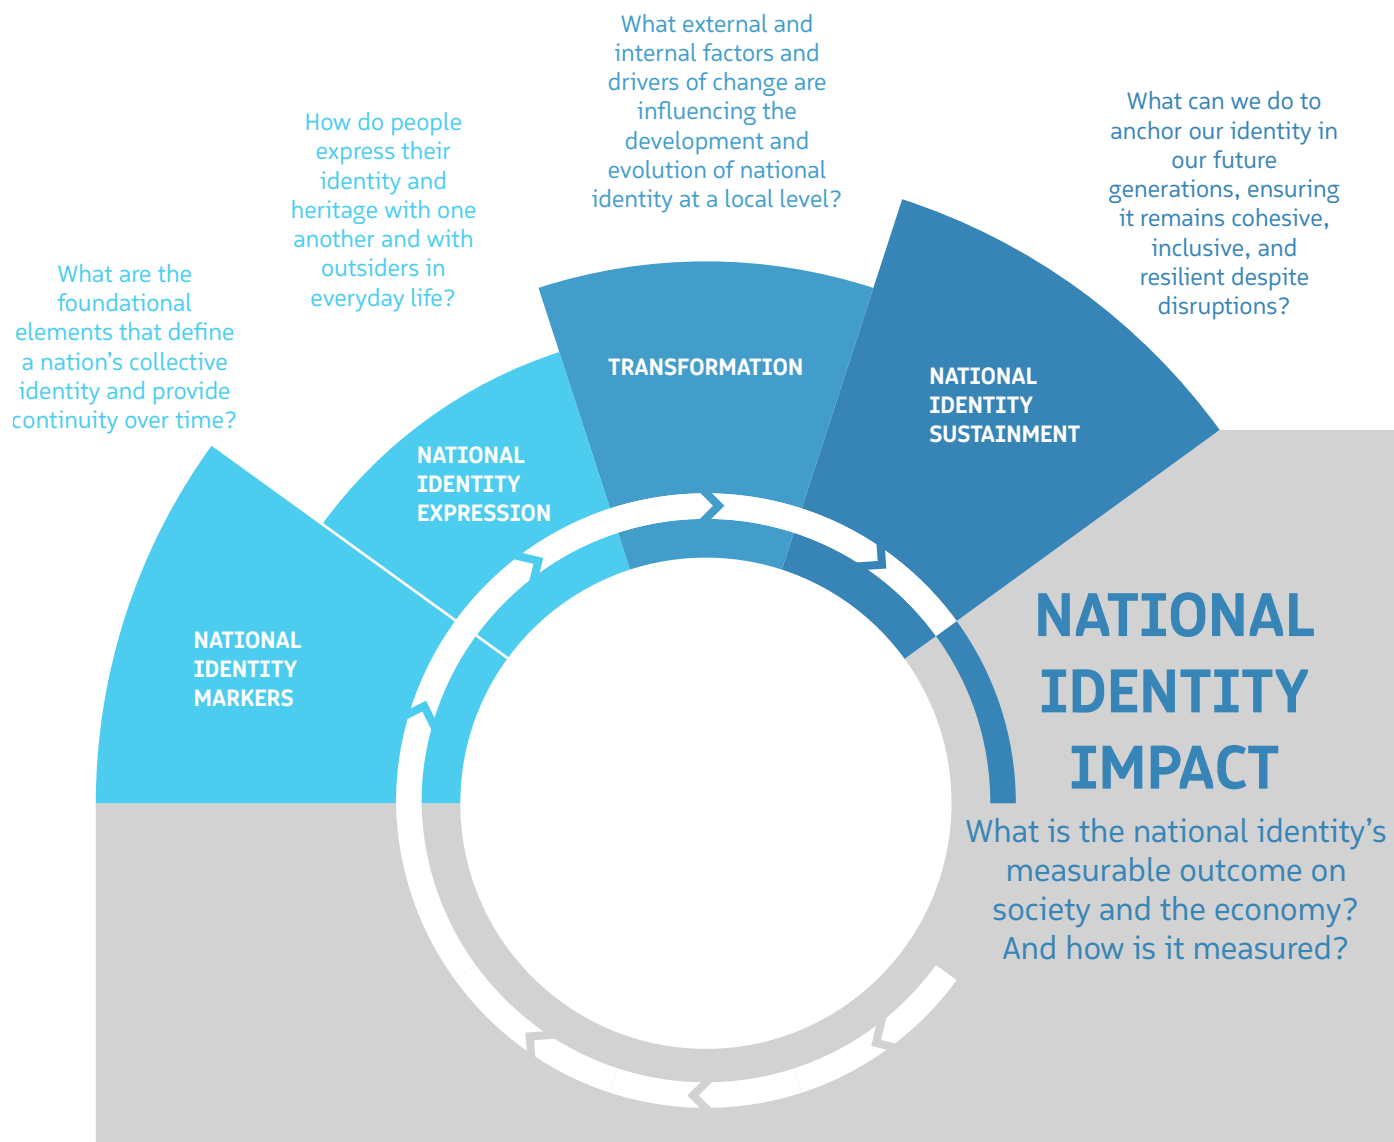 What are the
foundational
elements that define
a nation’s collective
identity and provide
continuity over time?
NATIONAL
IDENTITY
MARKERS
How do people
express their
identity and
heritage with one
another and with
outsiders in
everyday life?
NATIONAL
IDENTITY
EXPRESSION
What external and
internal factors and
drivers of change are
influencing the
development and
evolution of national
identity at a local level?
TRANSFORMATION
What can we do to
anchor our identity in
our future
generations, ensuring
it remains cohesive,
inclusive, and
resilient despite
disruptions?
NATIONAL
IDENTITY
SUSTAINMENT
NATIONAL
IDENTITY
IMPACT
What is the national identity’s
measurable outcome on
society and the economy?
And how is it measured?